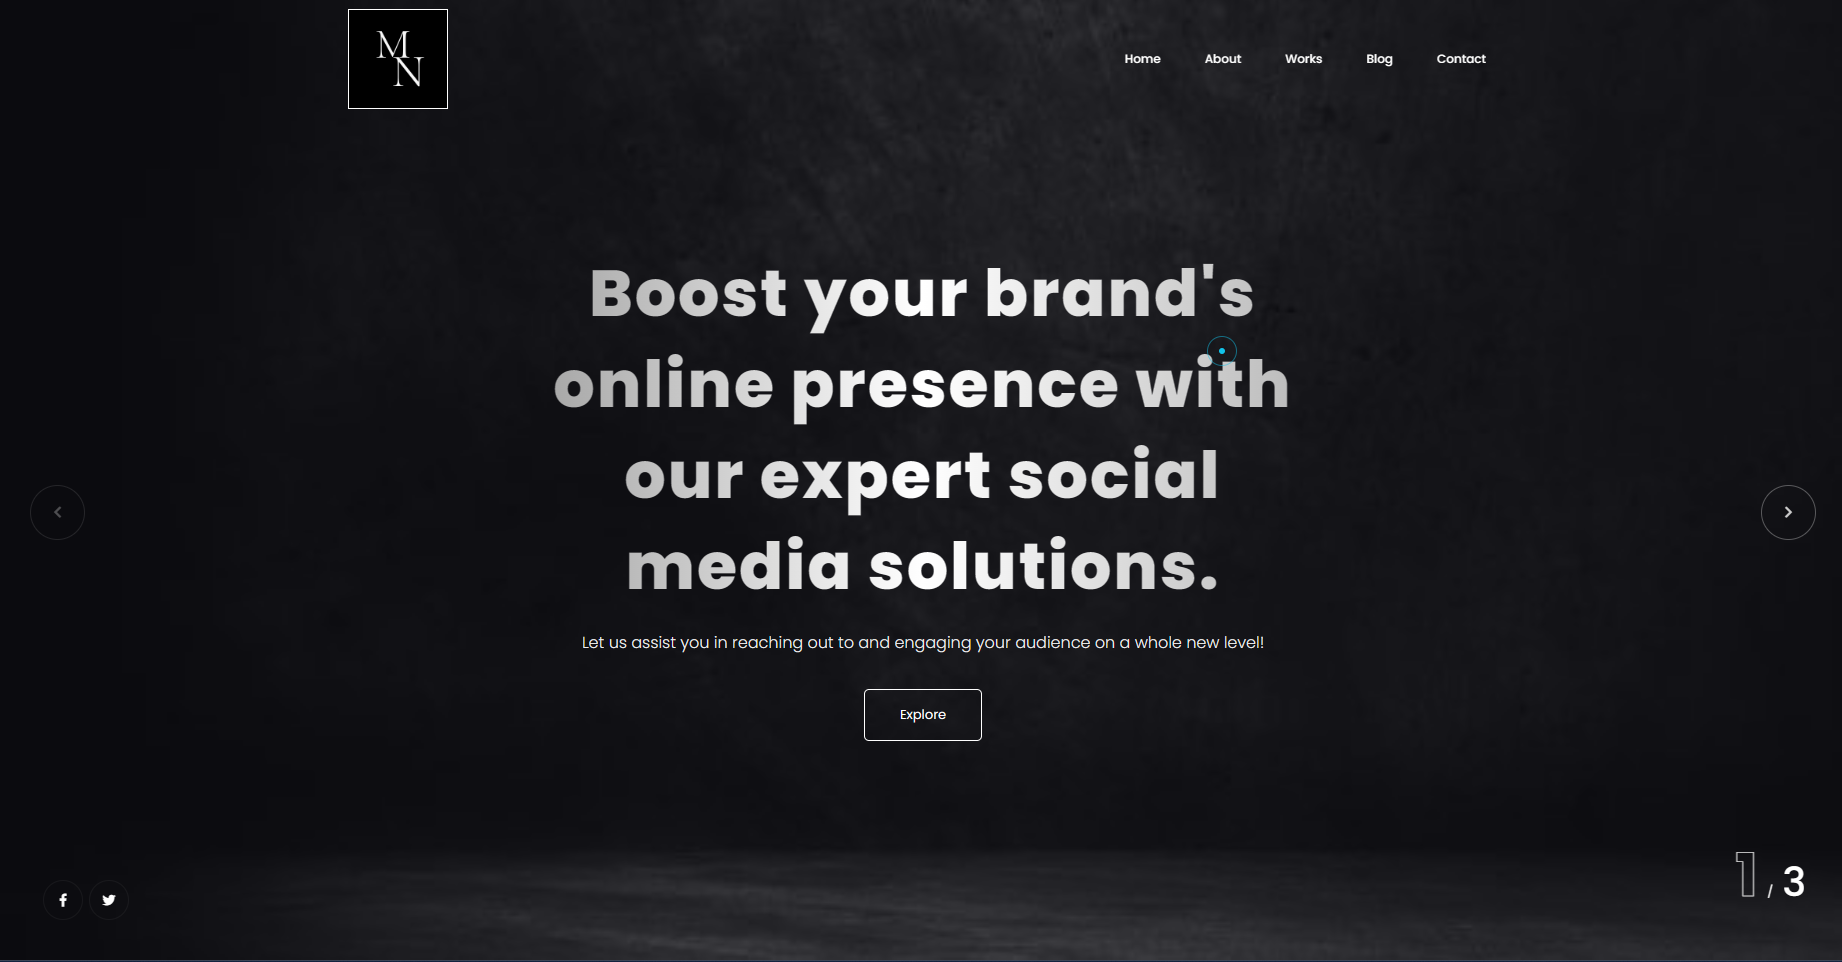 M
N
Home About Works Blog Contact
Boost your brand's
online presence with
our expert social
media solutions.
Let us assist you in reaching out to and engaging your audience on a whole new level!
Explore
1 / 3